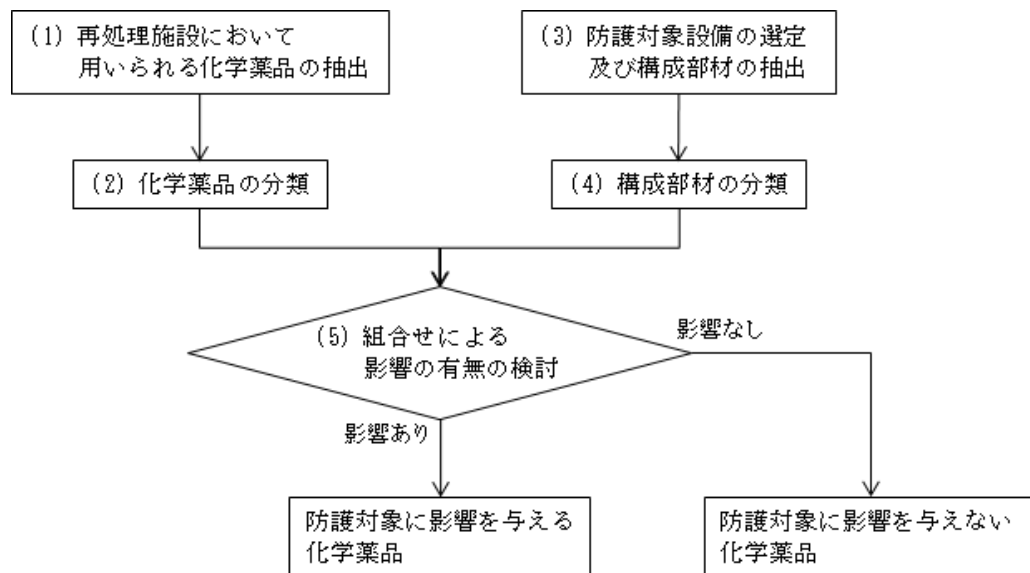 (1) 再処理施設において
用いられる化学薬品の抽出
(3) 防護対象設備の選定
及び構成部材の抽出
(2) 化学薬品の分類
(4) 構成部材の分類
(5) 組合せによる
影響の有無の検討
影響なし
影響あり
防護対象に影響を与える
化学薬品
防護対象に影響を与えない
化学薬品